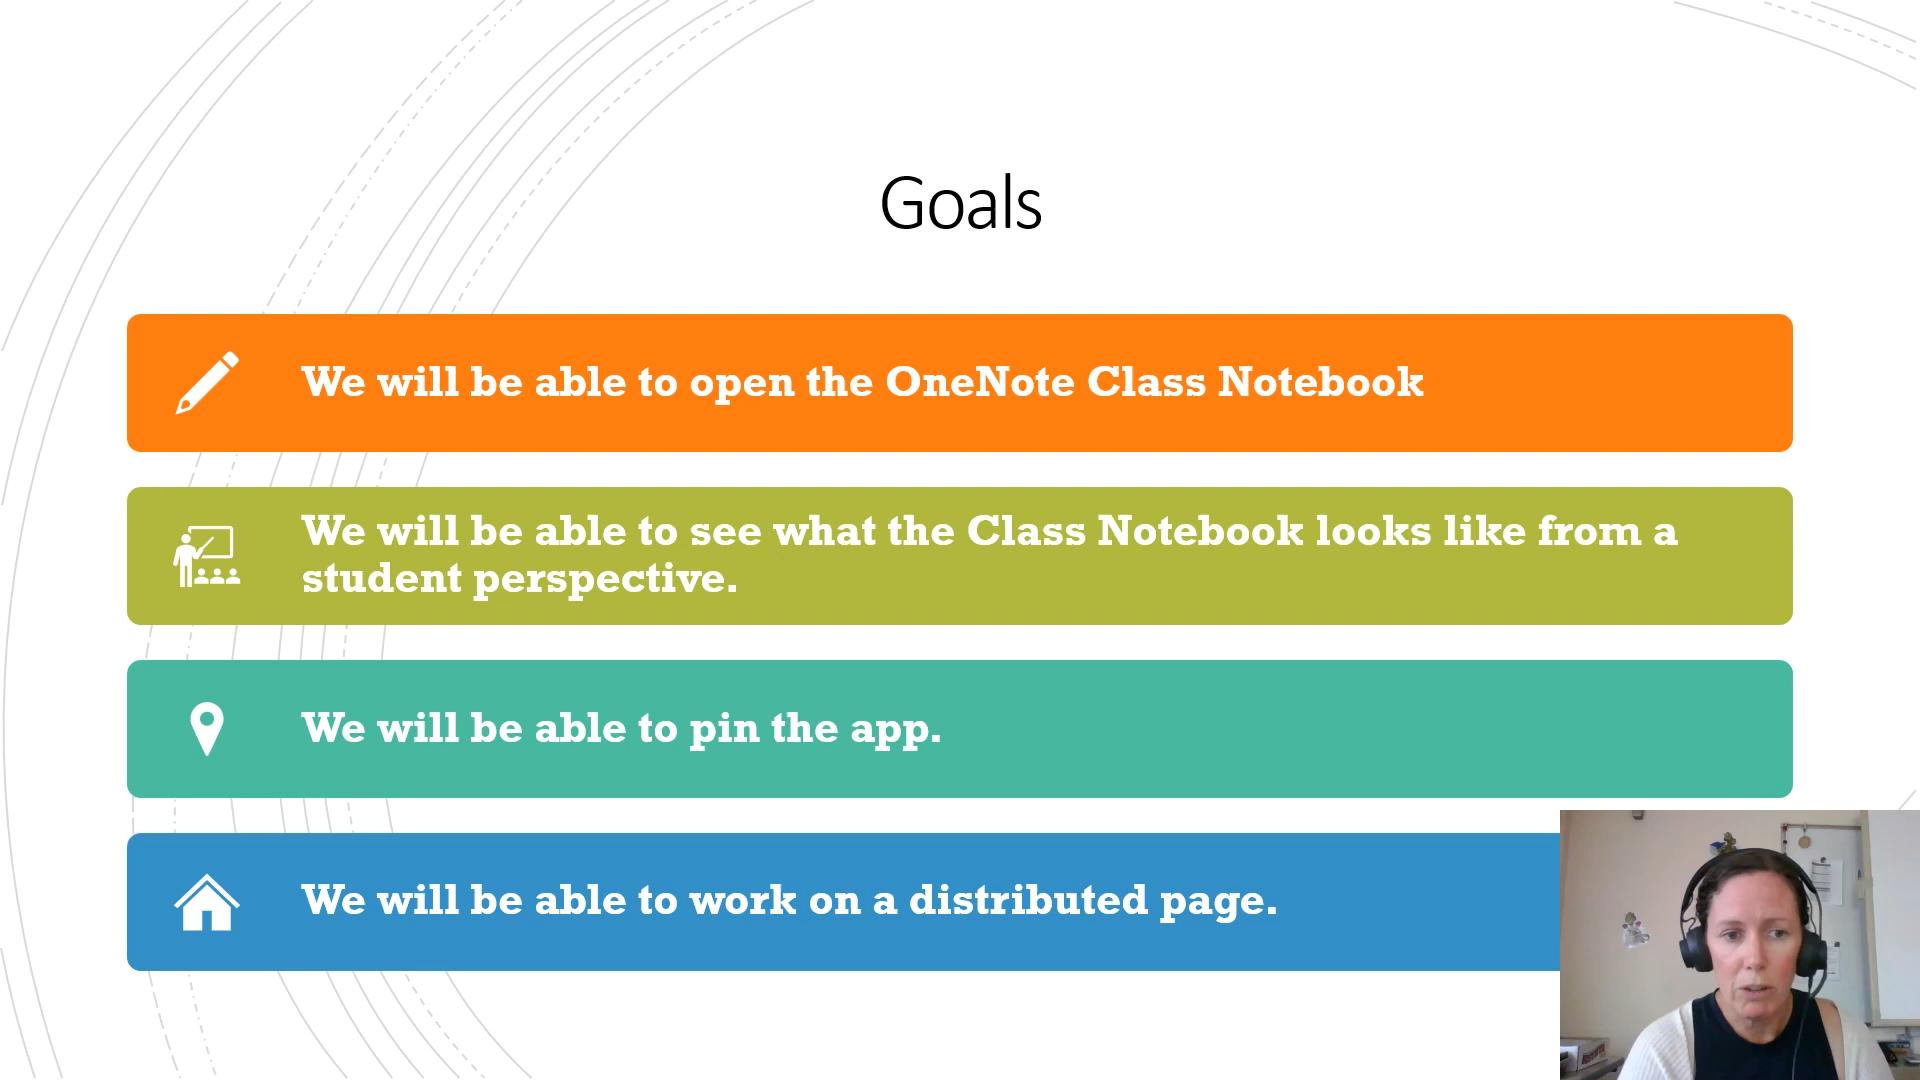 Goals
We will be able to open the OneNote Class Notebook
We will be able to see what the Class Notebook looks like from a
student perspective.
We will be able to pin the app.
We will be able to work on a distributed page.